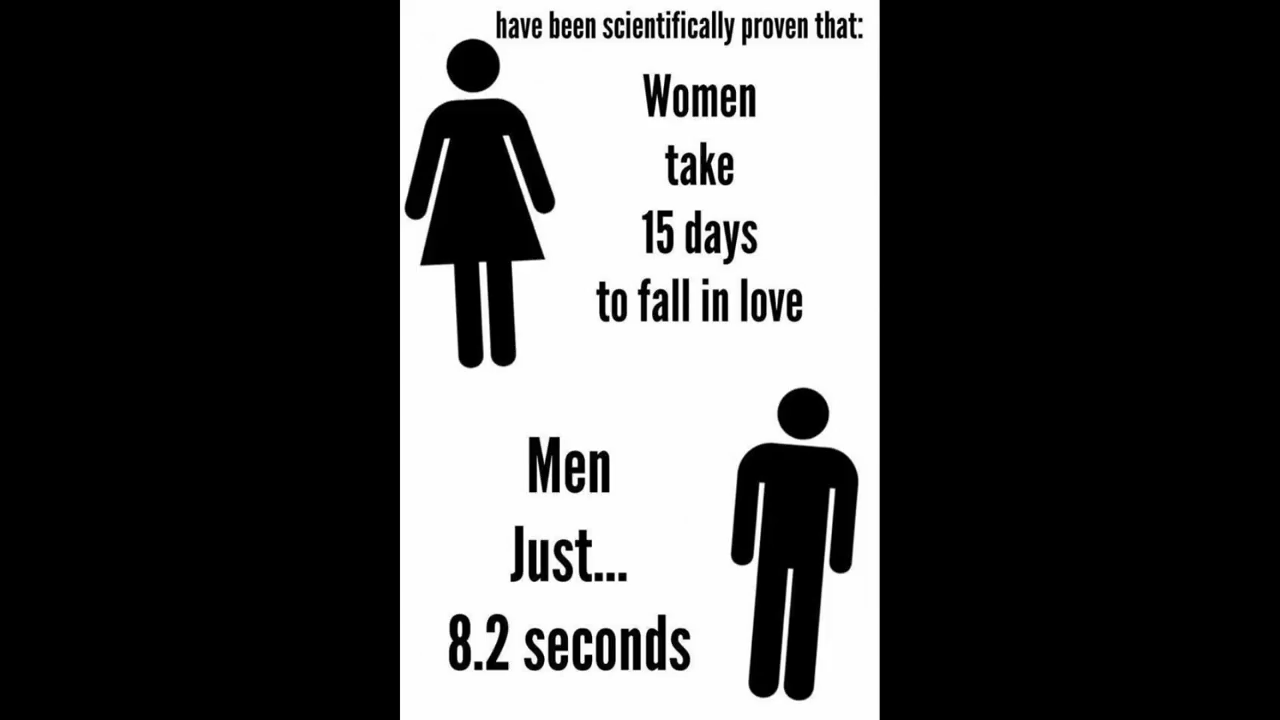 have been scientifically proven that:
Women
take
15 days
to fall in love
Men
Just...
8.2 seconds